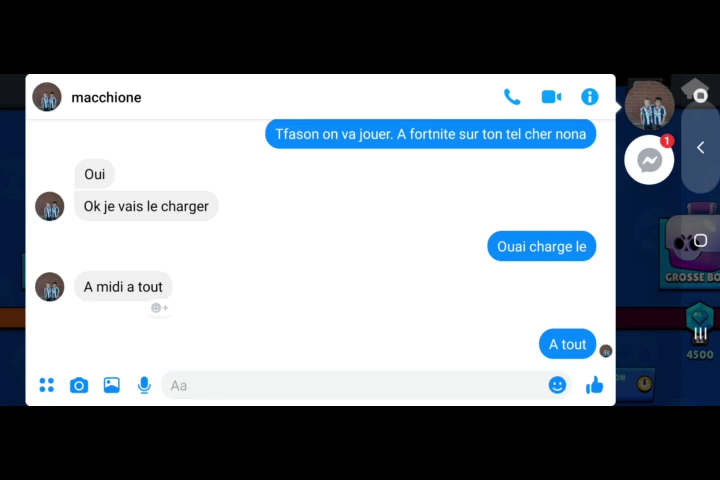 macchione
1
Tfason on va jouer. A fortnite sur ton tel cher nona
Oui
Ok je vais le charger
Ouai charge le
A midi a tout
A tout
Aa
GROSSE BO
4500